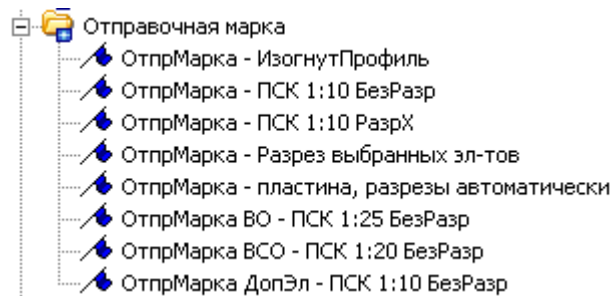 Отправочная марка
ОтпрМарка - ИзогнутПрофиль
ОтпрМарка - ПСК 1:10 БезРазр
ОтпрМарка - ПСК 1:10 РазрX
ОтпрМарка - Разрез выбранных эл-тов
ОтпрМарка - пластина, разрезы автоматически
ОтпрМарка ВО - ПСК 1:25 БезРазр
ОтпрМарка ВСО - ПСК 1:20 БезРазр
ОтпрМарка ДопЭл - ПСК 1:10 БезРазр